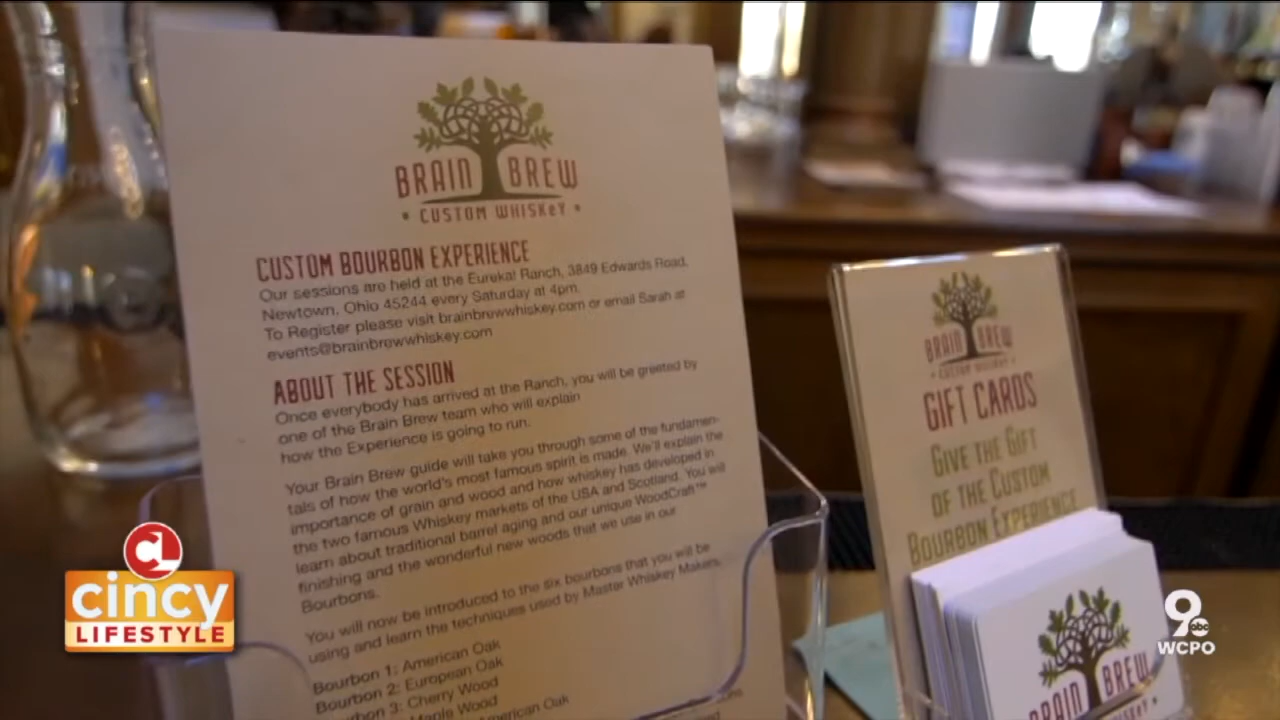 BRAIN BREW
• CUSTOM WHISKeY •
CUSTOM BOURBON EXPERIENCE
Our sessions are held at the Eureka! Ranch, 3849 Edwards Road,
Newtown, Ohio 45244 every Saturday at 4pm.
To Register please visit brainbrewwhiskey.com or email Sarah at
events@brainbrewwhiskey.com
ABOUT THE SESSION
Once everybody has arrived at the Ranch, you will be greeted by
one of the Brain Brew team who will explain
how the Experience is going to run.
Your Brain Brew guide will take you through some of the fundamen-
tals of how the world's most famous spirit is made. We'll explain the
importance of grain and wood and how whiskey has developed in
the two famous Whiskey markets of the USA and Scotland. You will
learn about traditional barrel aging and our unique WoodCraft™
finishing and the wonderful new woods that we use in our
Bourbons.
You will now be introduced to the six bourbons that you will be
using and learn the techniques used by Master Whiskey Makers.
Bourbon 1: American Oak
Bourbon 2: European Oak
Bourbon 3: Cherry Wood
Maple Wood
American Oak
BRAIN BREW
• CUSTOM WHISKeY •
GIFT CARDS
GIVE THE GIFT
OF THE CUSTOM
BOURBON EXPERIENCE
BRAIN BREW
WHISKeY •
CL
cincy
LIFESTYLE
9
abc
WCPO